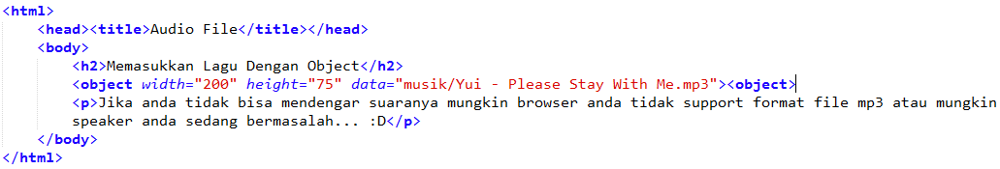 <html>
<head><title>Audio File</title></head>
<body>
<h2>Memasukkan Lagu Dengan Object</h2>
<object width="200" height="75" data="musik/Yui - Please Stay With Me.mp3"><object>
<p>Jika anda tidak bisa mendengar suaranya mungkin browser anda tidak support format file mp3 atau mungkin
speaker anda sedang bermasalah... :D</p>
</body>
</html>